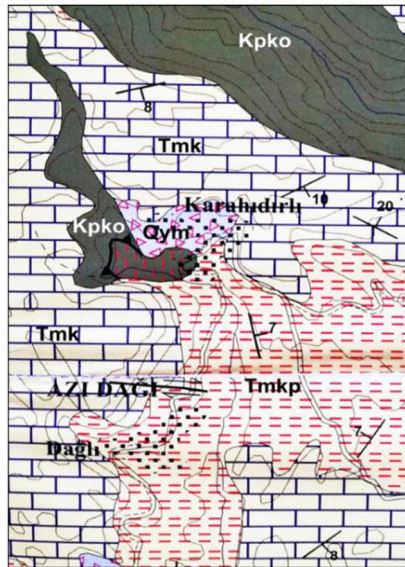 Kpko
8
Tmk
Karahıdırlı
10
20
Kpko
Qym
7
Tmk
AZI DAĞI
Tmkp
7
Dağlı
8